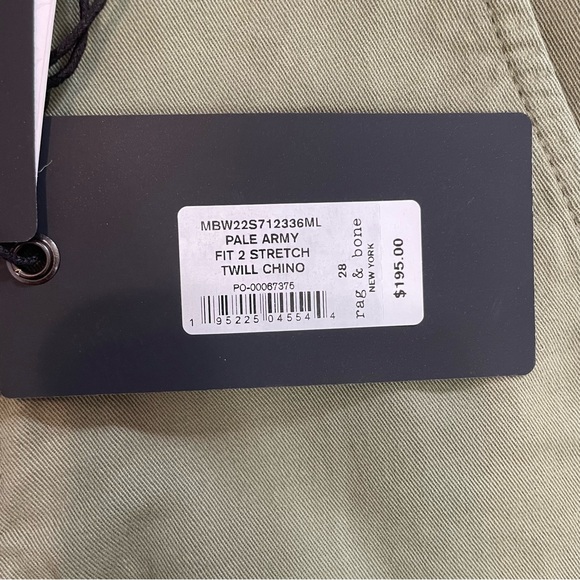 MBW22S712336ML
PALE ARMY
FIT 2 STRETCH
TWILL CHINO
PO-00067375
1 95225 04554 4
28
rag & bone
NEW YORK
$195.00